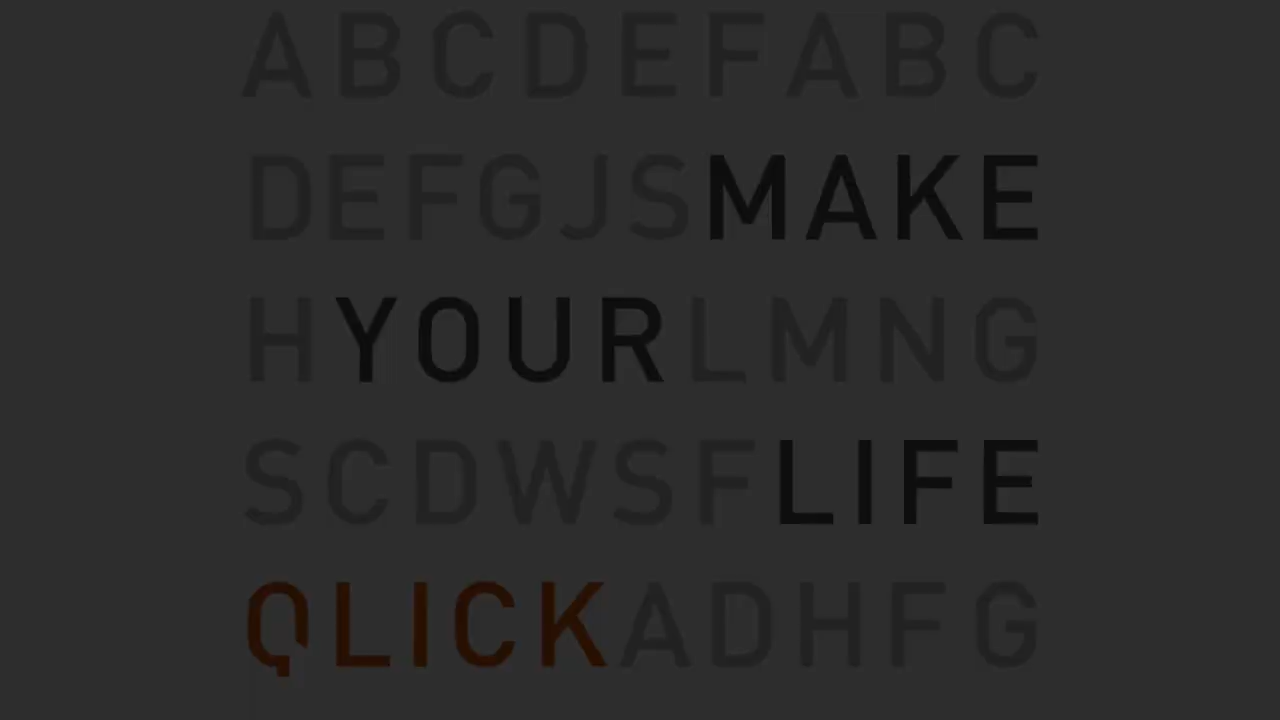 ABCDEFABC
DEFGJSMAKE
HYOURLMNG
SCDWSFLIFE
QLICKADHFG